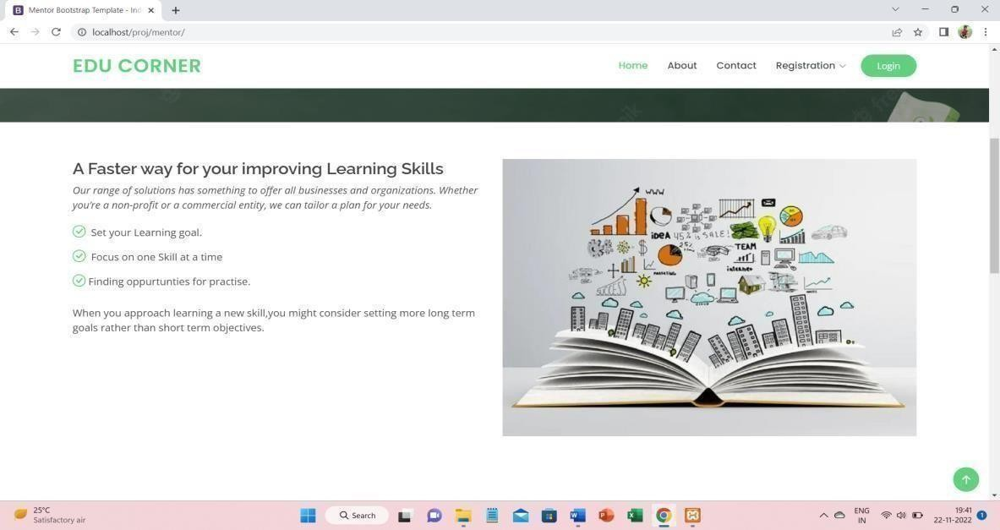 Mentor Bootstrap Template - Ind
localhost/proj/mentor/
EDU CORNER
Home
About
Contact
Registration
Login
A Faster way for your improving Learning Skills
Our range of solutions has something to offer all businesses and organizations. Whether
you're a non-profit or a commercial entity, we can tailor a plan for your needs.
Set your Learning goal.
Focus on one Skill at a time
Finding oppurtunties for practise.
When you approach learning a new skill,you might consider setting more long term
goals rather than short term objectives.
www
iDEA
45% is SALE!
25%
TEAM
internet
marketing
25°C
Satisfactory air
Search
ENG
IN
19:41
22-11-2022
1